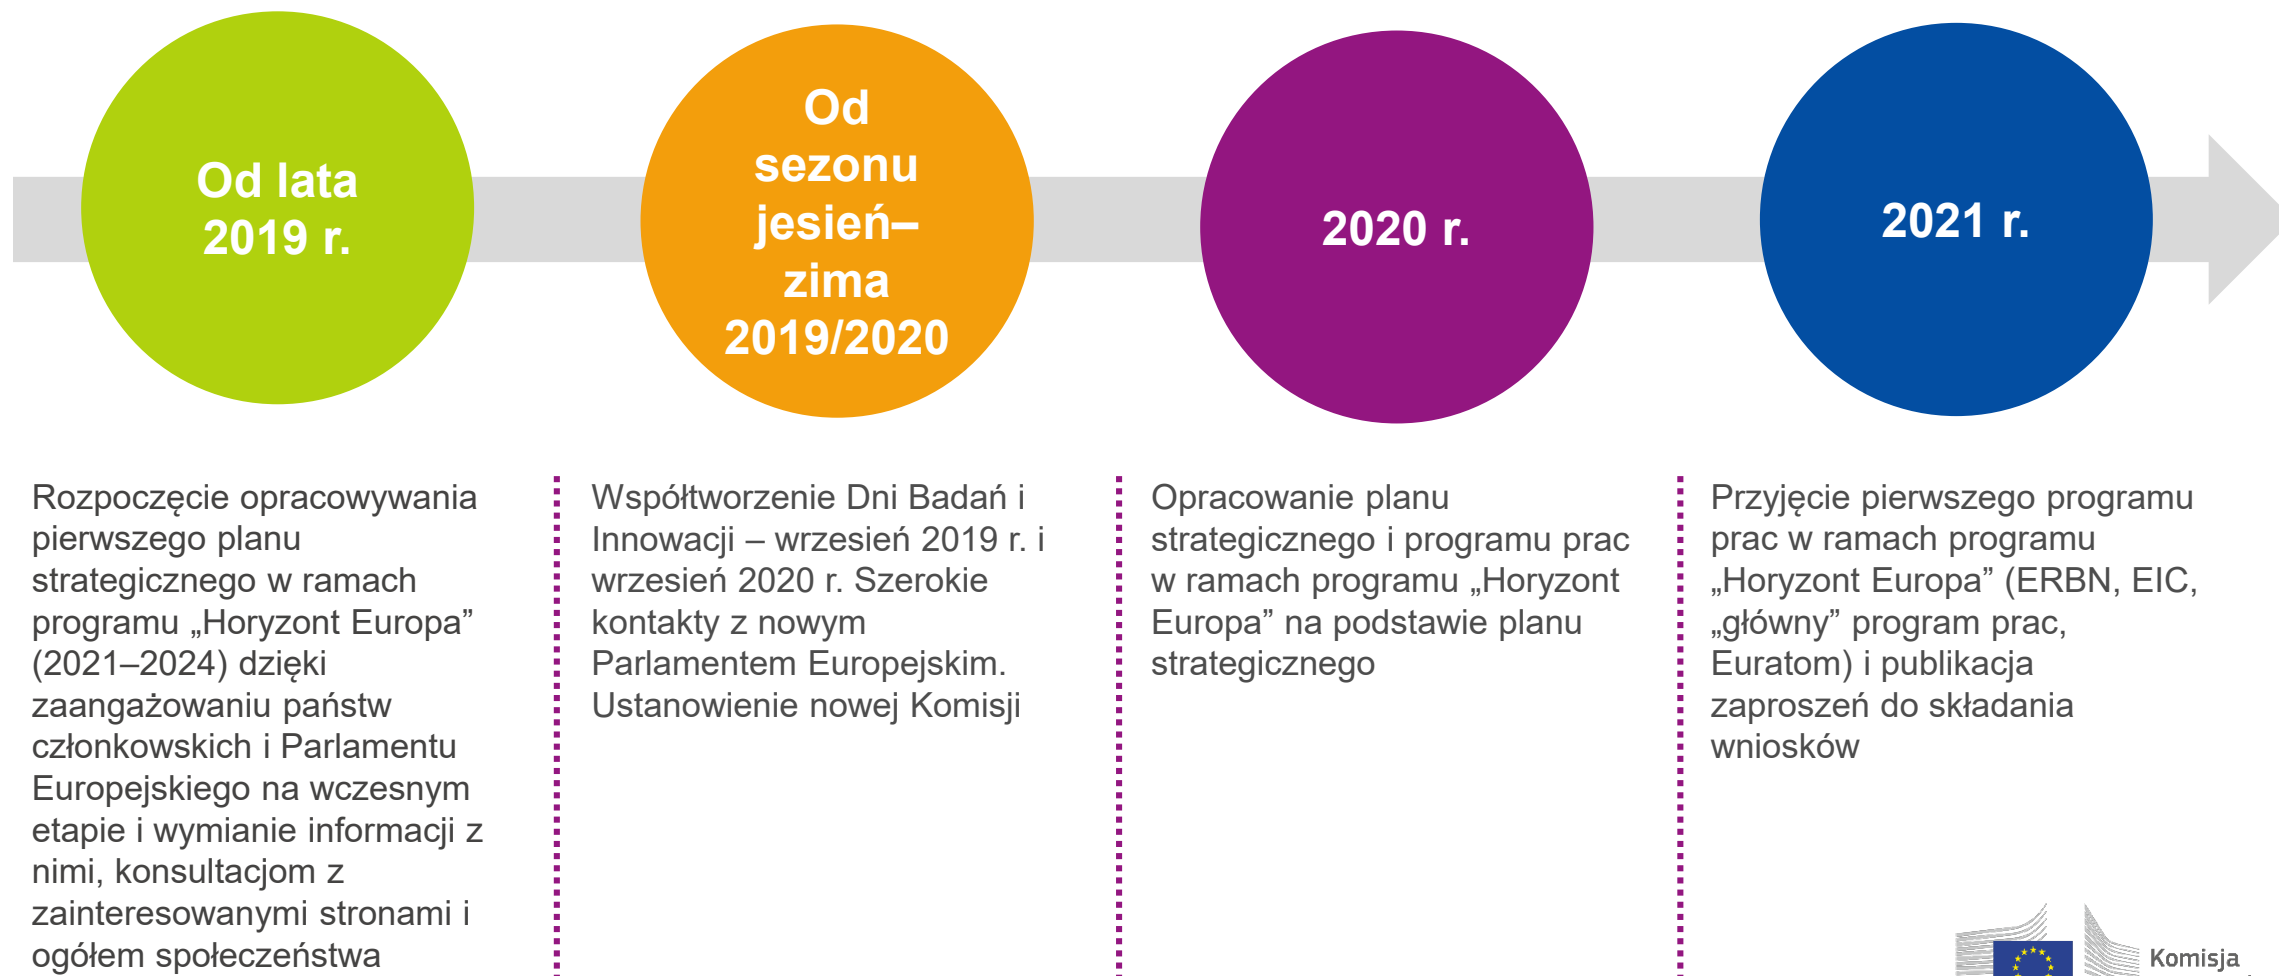 Od lata
2019 r.
Od
sezonu
jesień–
zima
2019/2020
2020 r.
2021 r.
Rozpoczęcie opracowywania
pierwszego planu
strategicznego w ramach
programu „Horyzont Europa”
(2021–2024) dzięki
zaangażowaniu państw
członkowskich i Parlamentu
Europejskiego na wczesnym
etapie i wymianie informacji z
nimi, konsultacjom z
zainteresowanymi stronami i
ogółem społeczeństwa
Współtworzenie Dni Badań i
Innowacji – wrzesień 2019 r. i
wrzesień 2020 r. Szerokie
kontakty z nowym
Parlamentem Europejskim.
Ustanowienie nowej Komisji
Opracowanie planu
strategicznego i programu prac
w ramach programu „Horyzont
Europa” na podstawie planu
strategicznego
Przyjęcie pierwszego programu
prac w ramach programu
„Horyzont Europa” (ERBN, EIC,
„główny” program prac,
Euratom) i publikacja
zaproszeń do składania
wniosków
Komisja